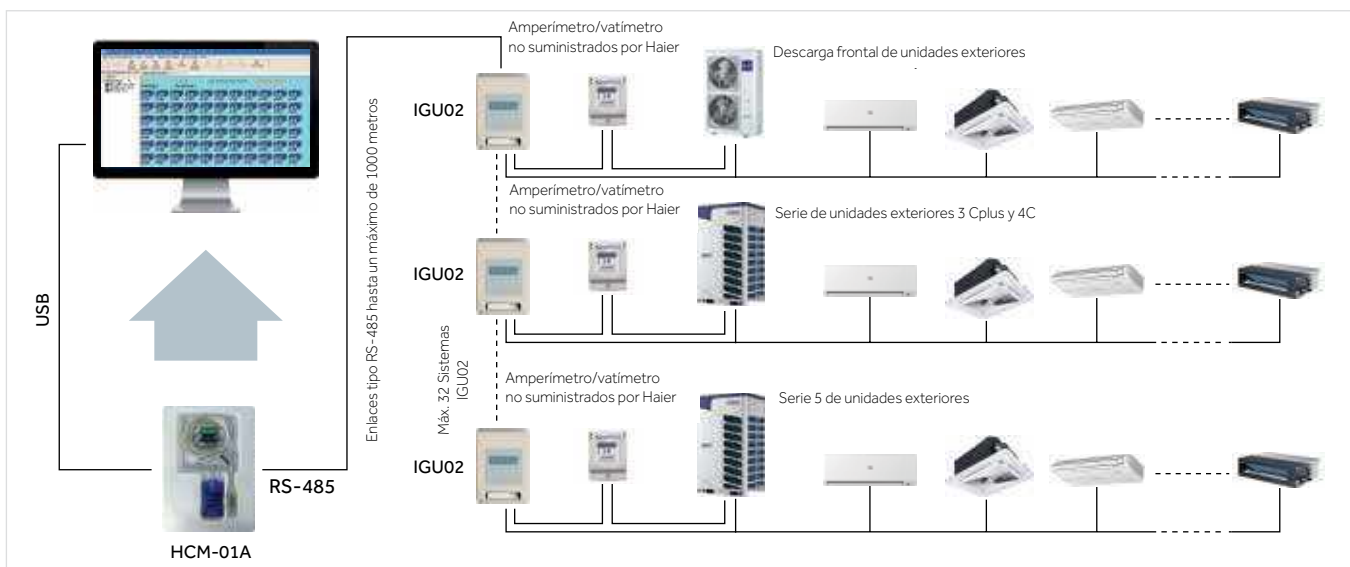 USB
HCM-01A
RS-485
Enlaces tipo RS-485 hasta un máximo de 1000 metros
Amperímetro/vatímetro
no suministrados por Haier
IGU02
Descarga frontal de unidades exteriores
Amperímetro/vatímetro
no suministrados por Haier
IGU02
Serie de unidades exteriores 3 Cplus y 4C
Máx. 32 Sistemas
IGU02
Amperímetro/vatímetro
no suministrados por Haier
IGU02
Serie 5 de unidades exteriores